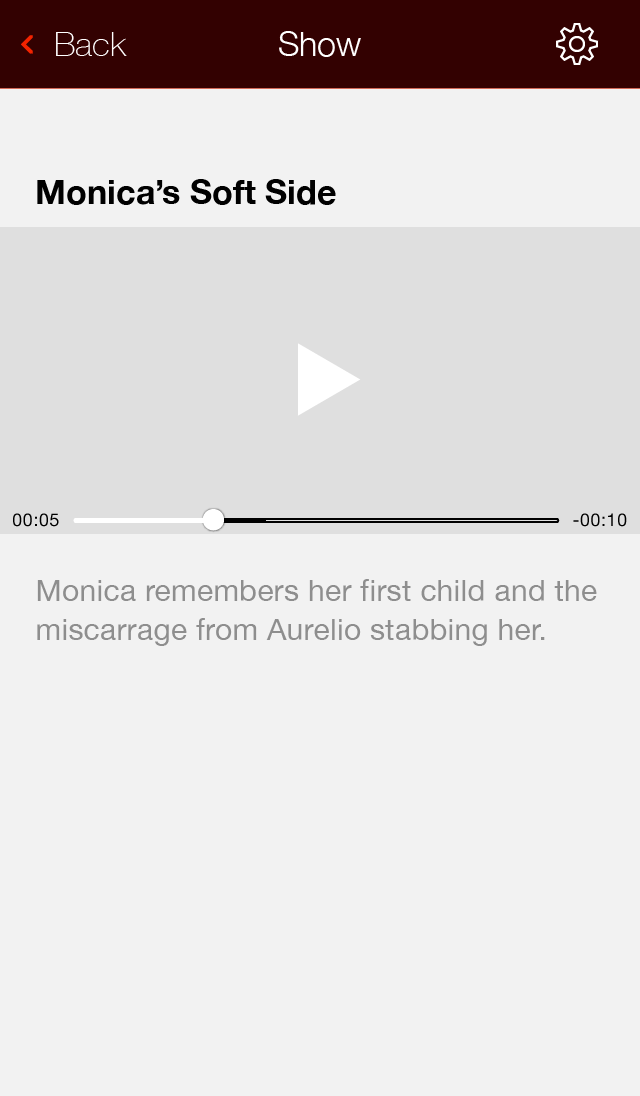 Back
Show
Monica’s Soft Side
00:05
-00:10
Monica remembers her first child and the
miscarrage from Aurelio stabbing her.